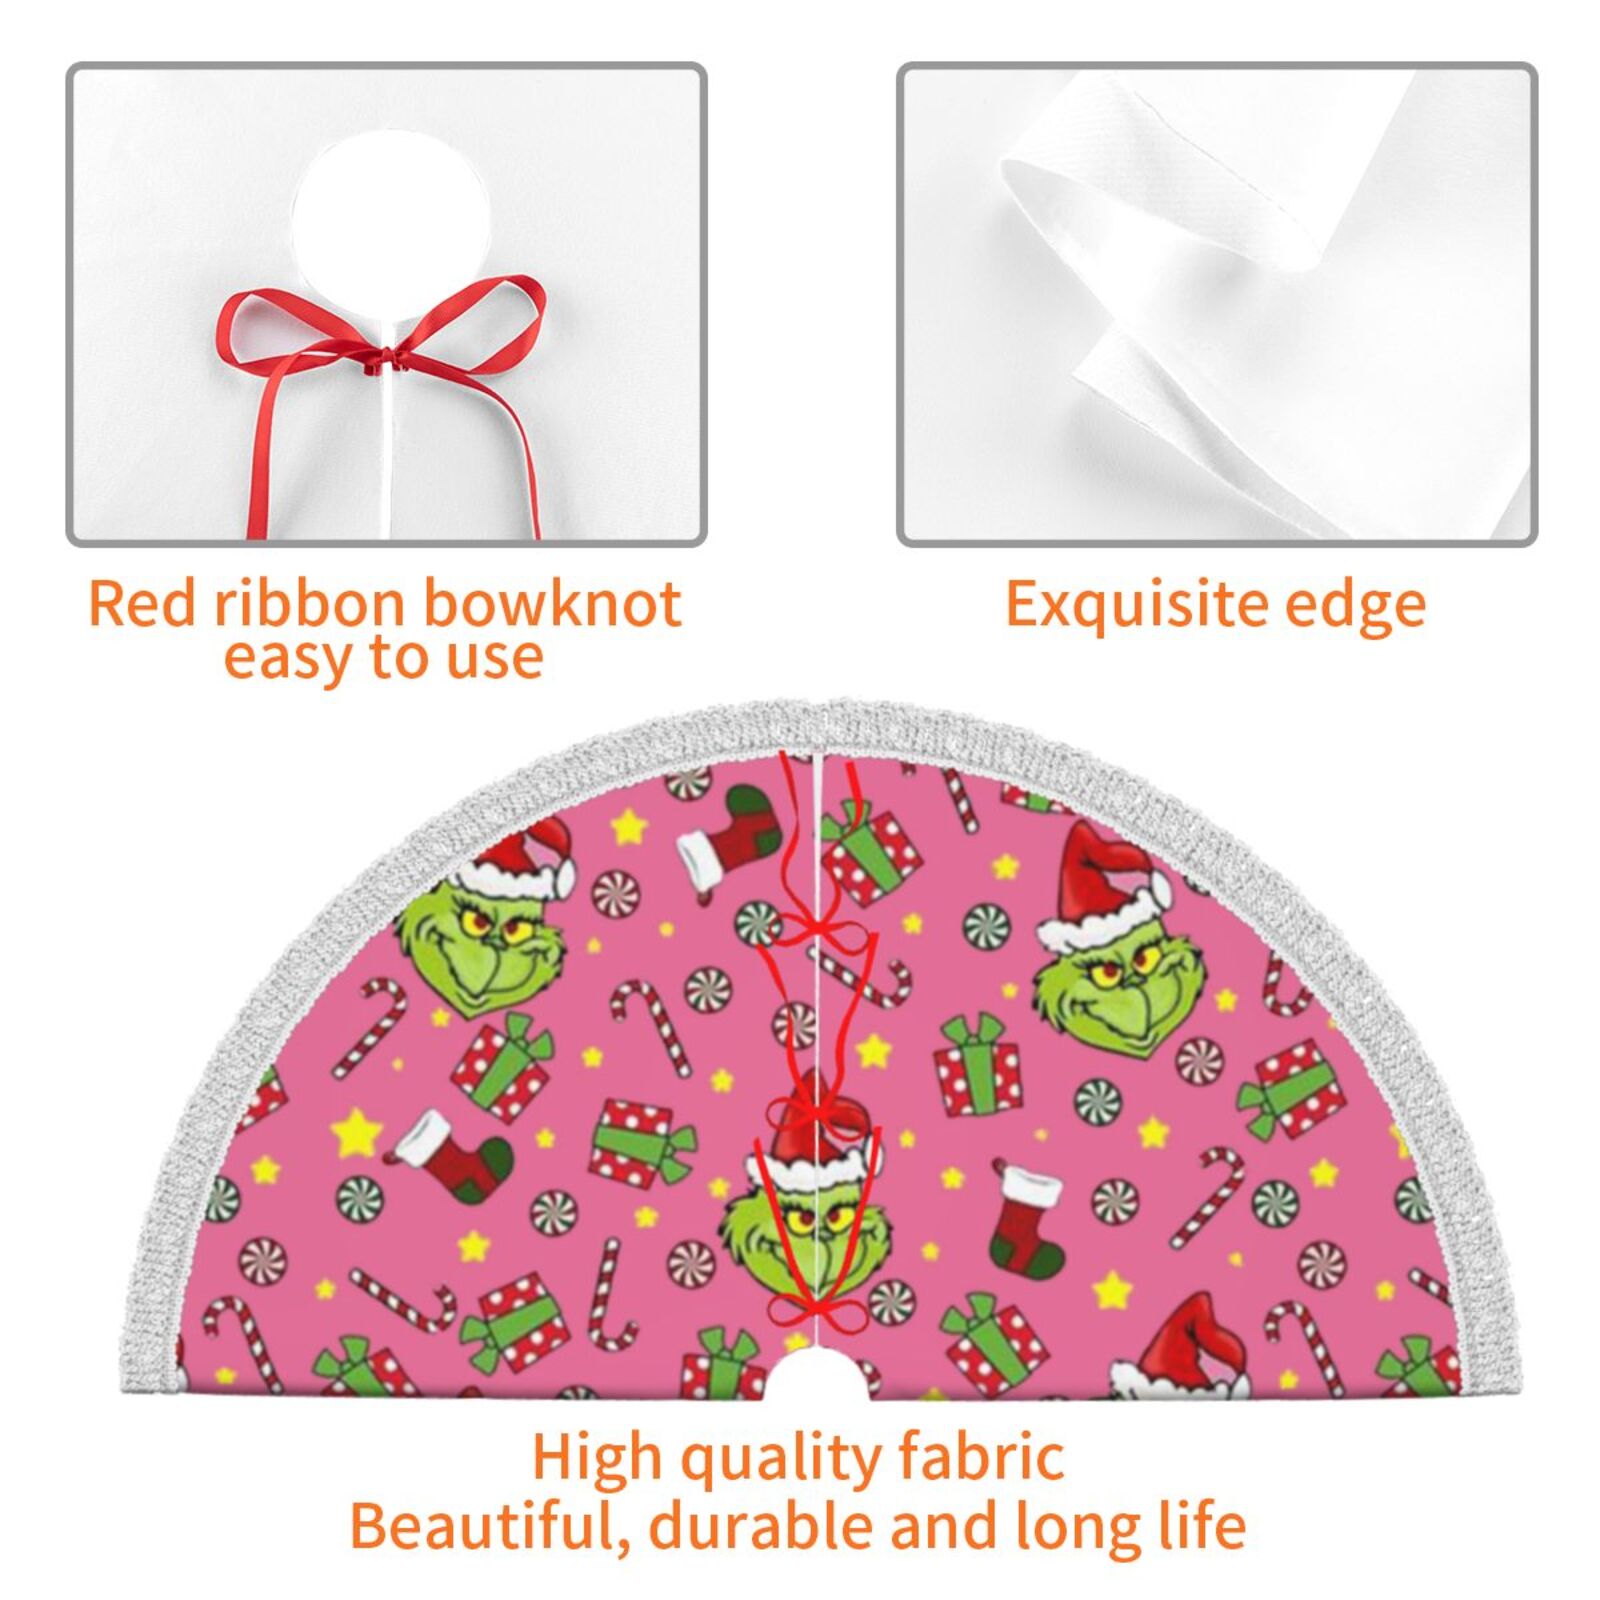 Red ribbon bowknot
easy to use
Exquisite edge
High quality fabric
Beautiful, durable and long life